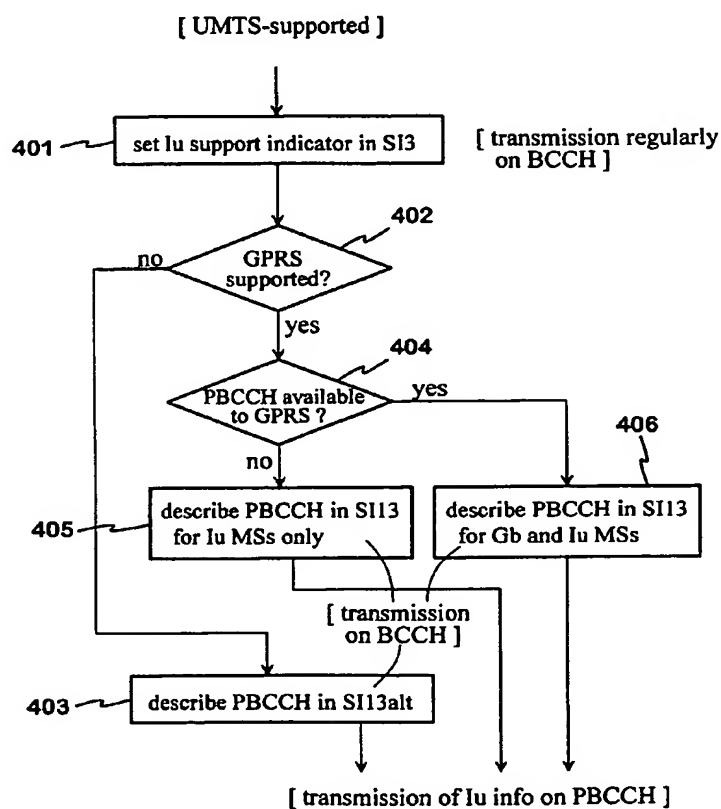 [ UMTS-supported ]
401
set Iu support indicator in SI3
[ transmission regularly
on BCCH ]
402
no
GPRS
supported?
yes
404
PBCCH available
to GPRS ?
yes
no
406
405
describe PBCCH in SI13
for Iu MSs only
describe PBCCH in SI13
for Gb and Iu MSs
[ transmission
on BCCH ]
403
describe PBCCH in SI13alt
[ transmission of Iu info on PBCCH ]